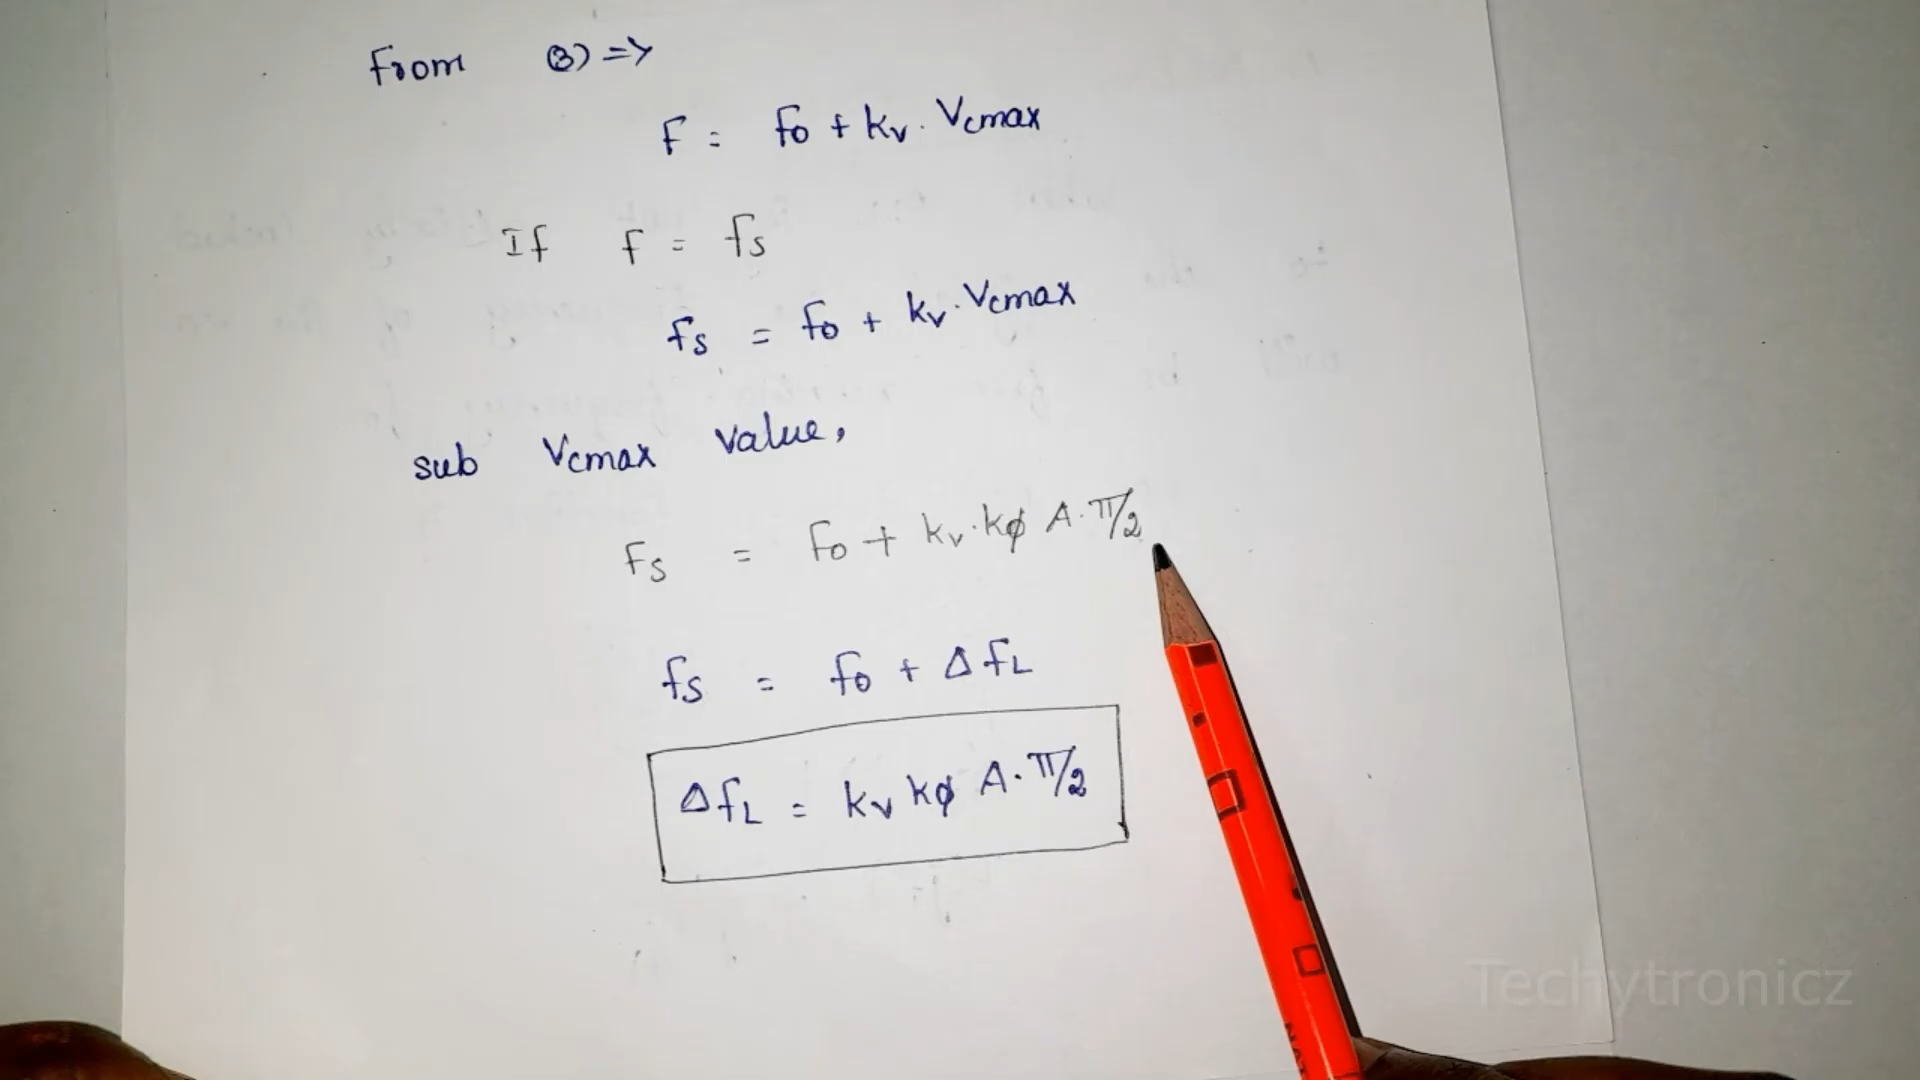 From (3) =>
F = fo + kv . Vcmax
If f = fs
fs = fo + kv . Vcmax
sub Vcmax value,
Fs = Fo + kv . kϕ A . π/2
fs = fo + Δ fL
Δ fL = kv kϕ A . π/2
Techytronicz